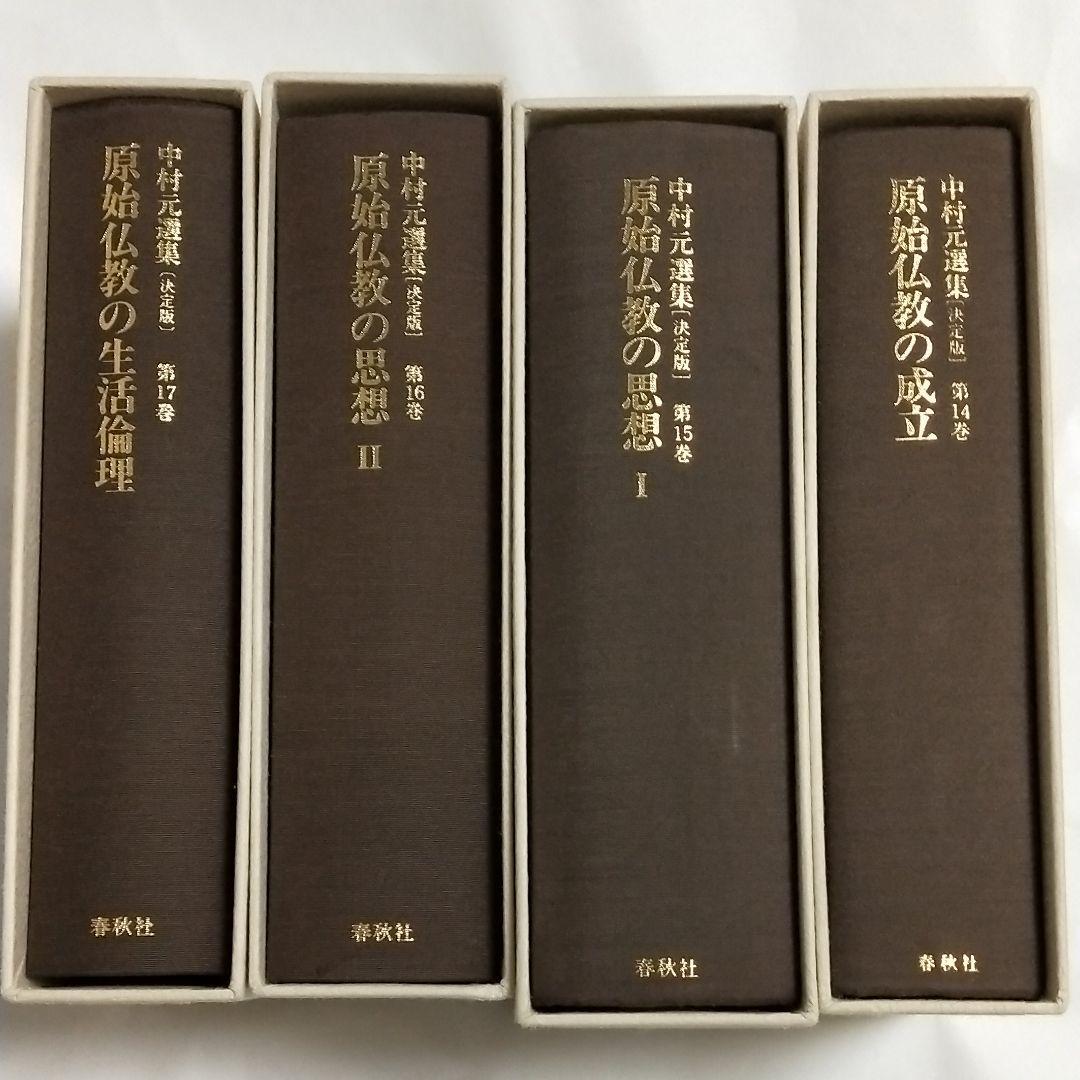 中村元選集〔決定版〕 第17巻
原始仏教の生活倫理
春秋社
中村元選集〔決定版〕 第16巻
原始仏教の思想 II
春秋社
中村元選集〔決定版〕 第15巻
原始仏教の思想 I
春秋社
中村元選集〔決定版〕 第14巻
原始仏教の成立
春秋社